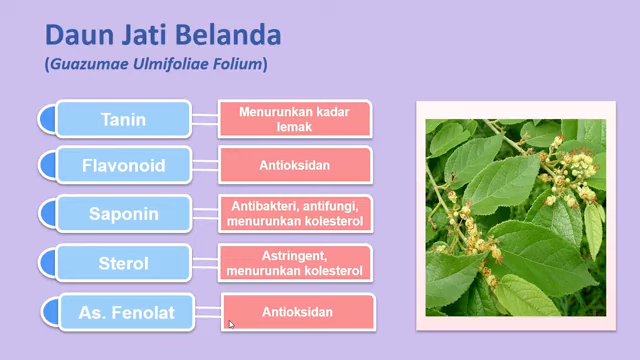 Daun Jati Belanda
(Guazumae Ulmifoliae Folium)
Tanin
Menurunkan kadar
lemak
Flavonoid
Antioksidan
Saponin
Antibakteri, antifungi,
menurunkan kolesterol
Sterol
Astringent,
menurunkan kolesterol
As. Fenolat
Antioksidan